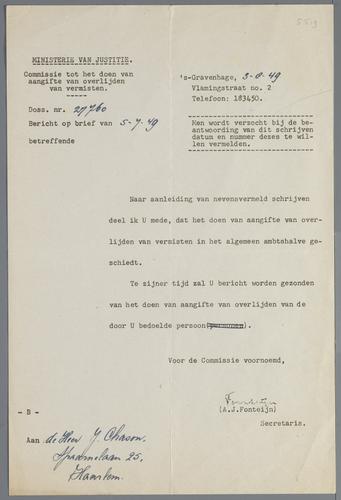 MINISTERIE VAN JUSTITIE.
Commissie tot het doen van
aangifte van overlijden
van vermisten.
Doss. nr. 27760
Bericht op brief van 5-7-49
betreffende
's-Gravenhage, 3-8-49
Vlamingstraat no. 2
Telefoon: 183450.
Men wordt verzocht bij de be-
antwoording van dit schrijven
datum en nummer dezes te wil-
len vermelden.
Naar aanleiding van nevensvermeld schrijven
deel ik U mede, dat het doen van aangifte van over-
lijden van vermisten in het algemeen ambtshalve ge-
schiedt.
Te zijner tijd zal U bericht worden gezonden
van het doen van aangifte van overlijden van de
door U bedoelde persoon(personen).
Voor de Commissie voornoemd,
Fonteijn
(A.J.Fonteijn)
Secretaris.
- B -
Aan de Heer J. Chason.
25,
Haarlem.